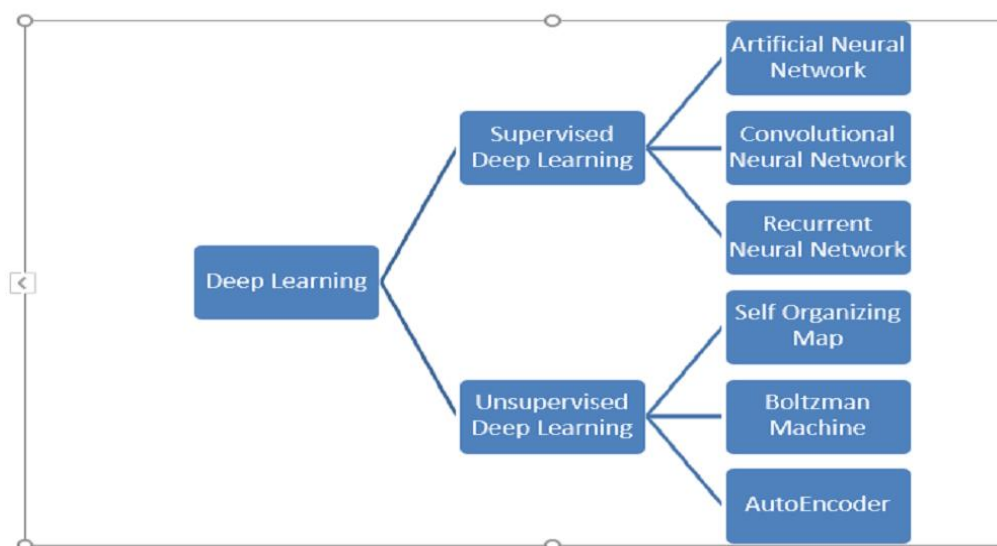 Deep Learning
Supervised
Deep Learning
Artificial Neural
Network
Convolutional
Neural Network
Recurrent
Neural Network
Unsupervised
Deep Learning
Self Organizing
Map
Boltzman
Machine
AutoEncoder